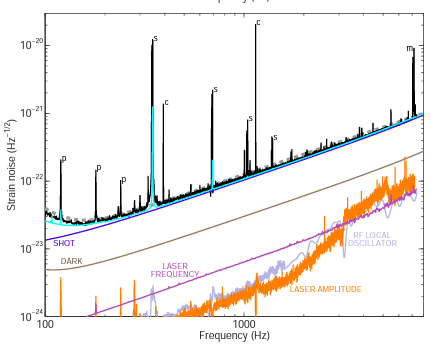 10⁻²⁰
10⁻²¹
10⁻²²
10⁻²³
10⁻²⁴
Strain noise (Hz⁻¹/²)
c
s
m
s
c
s
s
p
p
p
SHOT
DARK
LASER
FREQUENCY
RF LOCAL
OSCILLATOR
LASER AMPLITUDE
100
1000
Frequency (Hz)